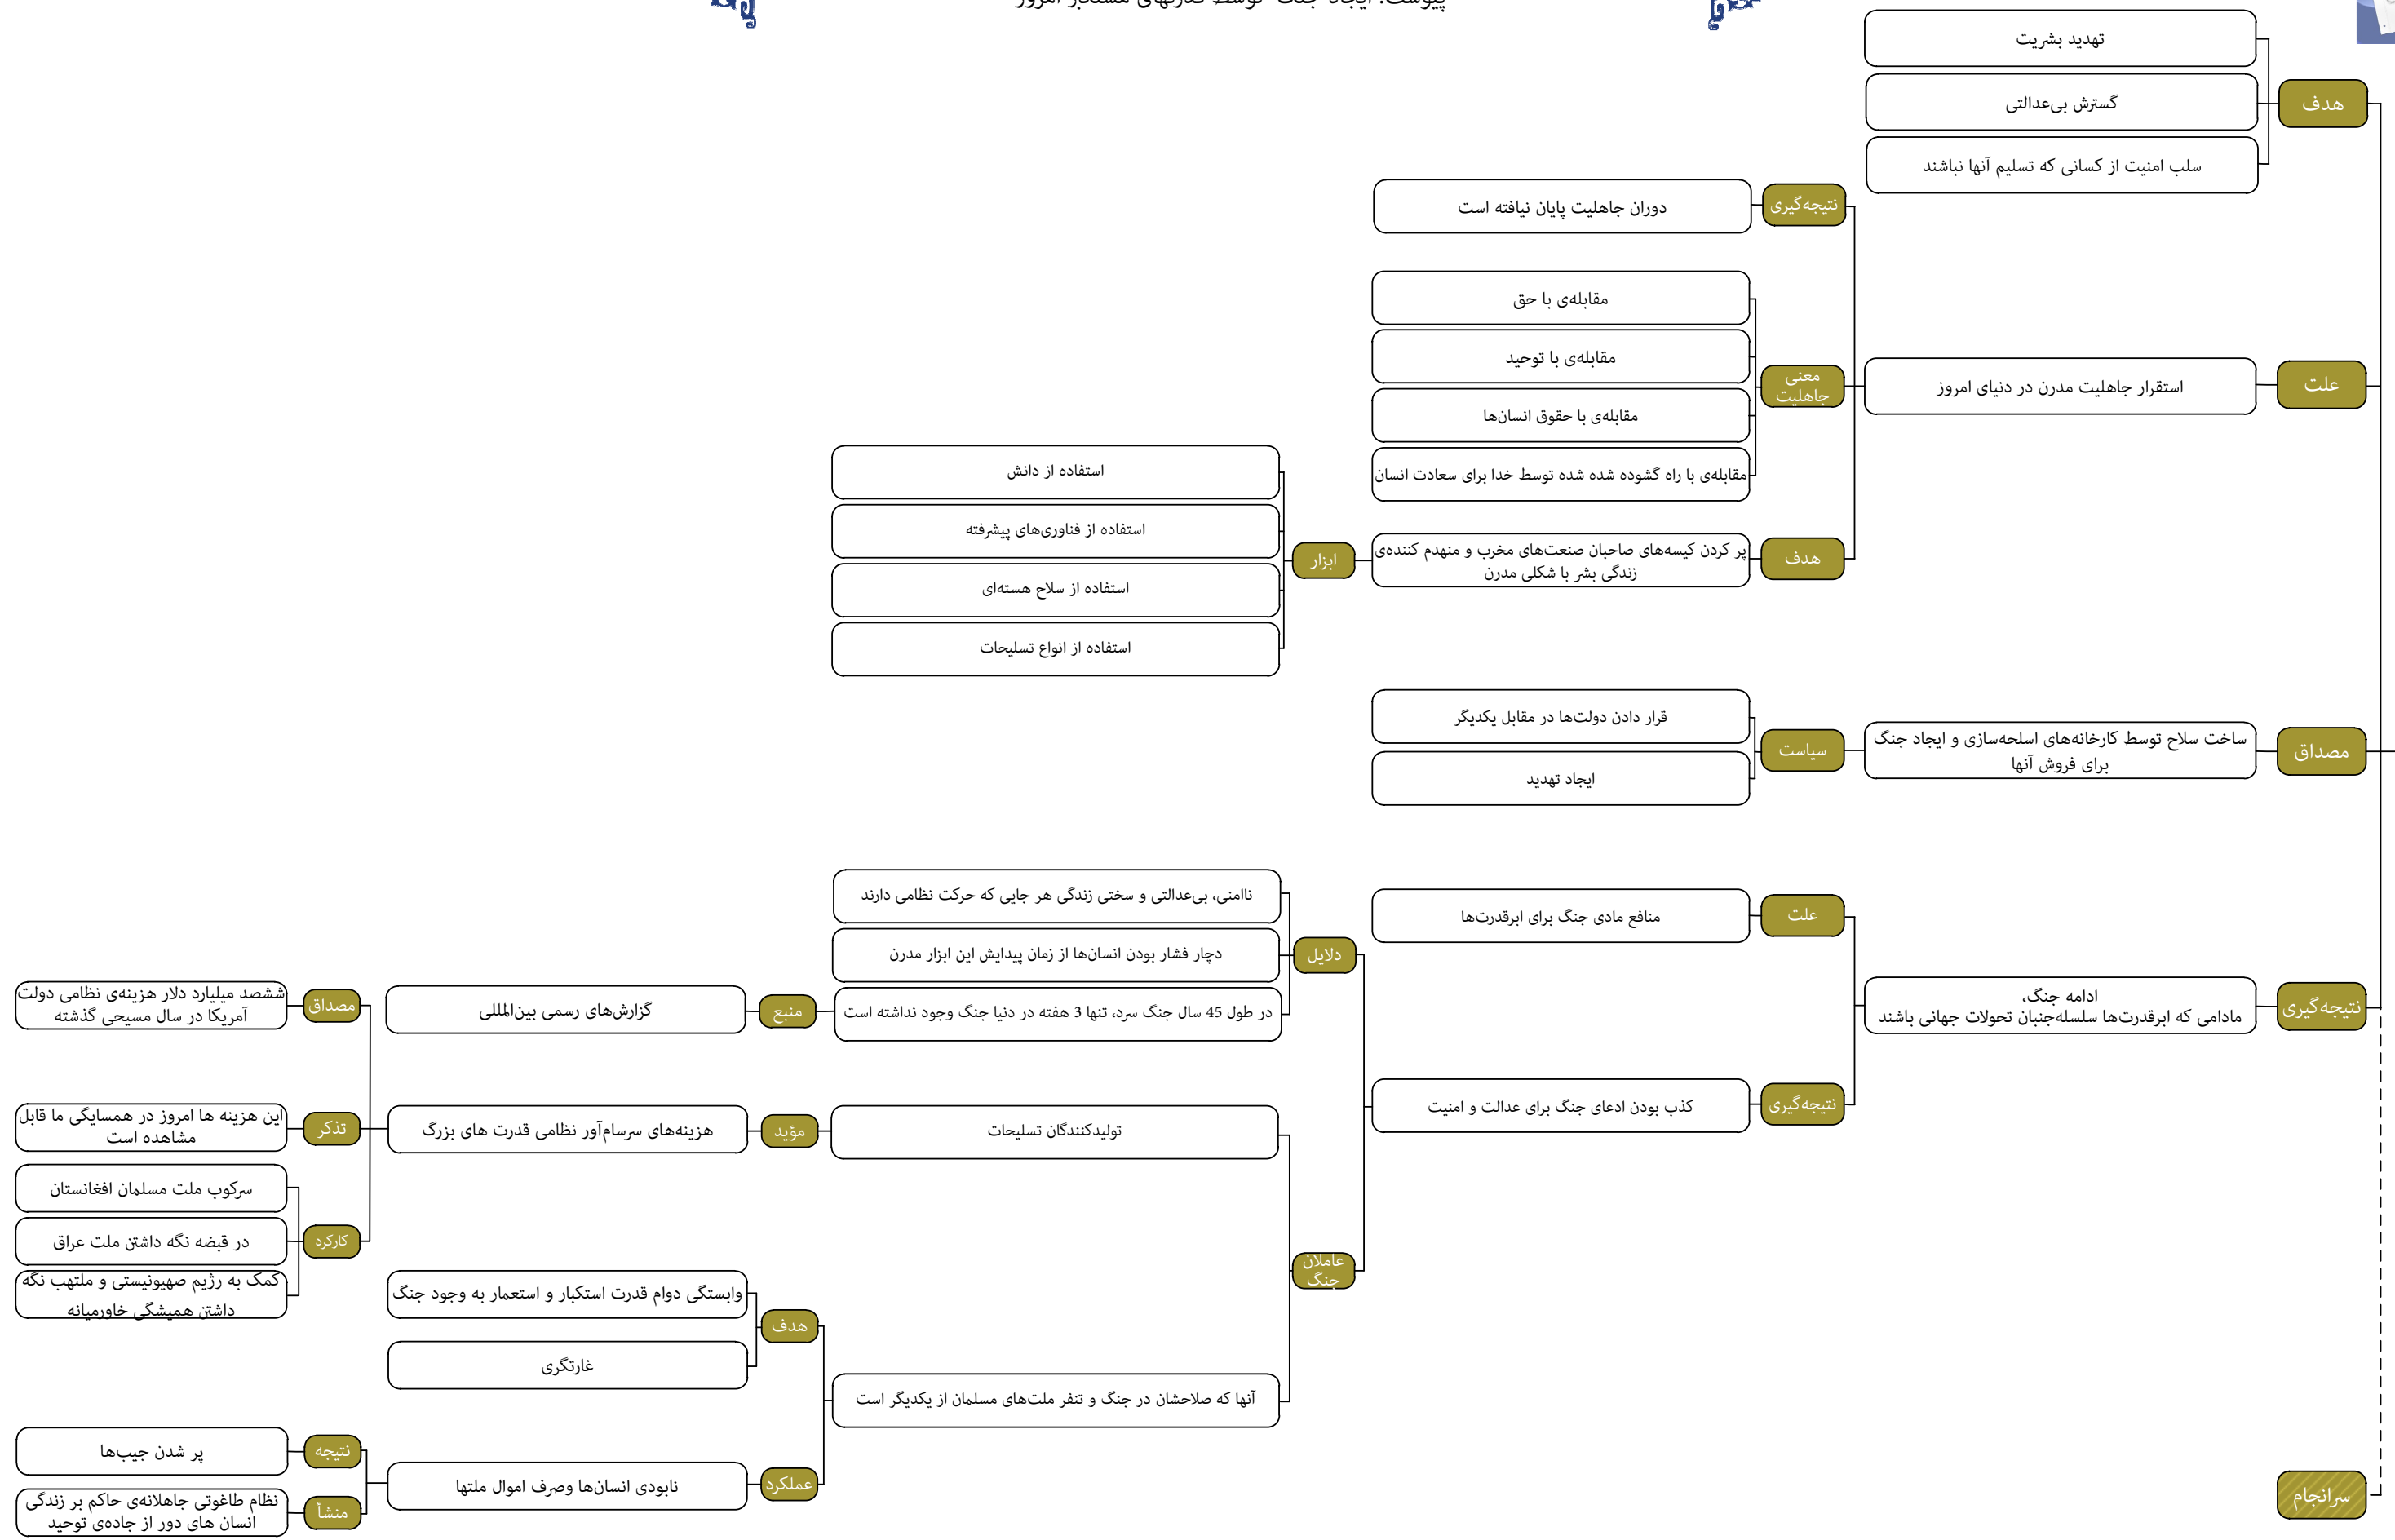 پیوست: ایجاد جنگ توسط قدرتهای مستکبر امروز
هدف
تهدید بشریت
گسترش بی‌عدالتی
سلب امنیت از کسانی که تسلیم آنها نباشند
علت
استقرار جاهلیت مدرن در دنیای امروز
نتیجه‌گیری
دوران جاهلیت پایان نیافته است
معنی
جاهلیت
مقابله‌ی با حق
مقابله‌ی با توحید
مقابله‌ی با حقوق انسان‌ها
مقابله‌ی با راه گشوده شده شده توسط خدا برای سعادت انسان
هدف
پر کردن کیسه‌های صاحبان صنعت‌های مخرب و منهدم کننده‌ی
زندگی بشر با شکلی مدرن
ابزار
استفاده از دانش
استفاده از فناوری‌های پیشرفته
استفاده از سلاح هسته‌ای
استفاده از انواع تسلیحات
مصداق
ساخت سلاح توسط کارخانه‌های اسلحه‌سازی و ایجاد جنگ
برای فروش آنها
سیاست
قرار دادن دولت‌ها در مقابل یکدیگر
ایجاد تهدید
نتیجه‌گیری
ادامه جنگ،
مادامی که ابرقدرت‌ها سلسله‌جنبان تحولات جهانی باشند
علت
منافع مادی جنگ برای ابرقدرت‌ها
نتیجه‌گیری
کذب بودن ادعای جنگ برای عدالت و امنیت
دلایل
ناامنی، بی‌عدالتی و سختی زندگی هر جایی که حرکت نظامی دارند
دچار فشار بودن انسان‌ها از زمان پیدایش این ابزار مدرن
در طول 45 سال جنگ سرد، تنها 3 هفته در دنیا جنگ وجود نداشته است
منبع
گزارش‌های رسمی بین‌المللی
عاملان
جنگ
تولیدکنندگان تسلیحات
مؤید
هزینه‌های سرسام‌آور نظامی قدرت های بزرگ
مصداق
ششصد میلیارد دلار هزینه‌ی نظامی دولت
آمریکا در سال مسیحی گذشته
تذکر
این هزینه ها امروز در همسایگی ما قابل
مشاهده است
کارکرد
سرکوب ملت مسلمان افغانستان
در قبضه نگه داشتن ملت عراق
کمک به رژیم صهیونیستی و ملتهب نگه
داشتن همیشگی خاورمیانه
آنها که صلاحشان در جنگ و تنفر ملت‌های مسلمان از یکدیگر است
هدف
وابستگی دوام قدرت استکبار و استعمار به وجود جنگ
غارتگری
عملکرد
نابودی انسان‌ها وصرف اموال ملتها
نتیجه
پر شدن جیب‌ها
منشأ
نظام طاغوتی جاهلانه‌ی حاکم بر زندگی
انسان های دور از جاده‌ی توحید
سرانجام